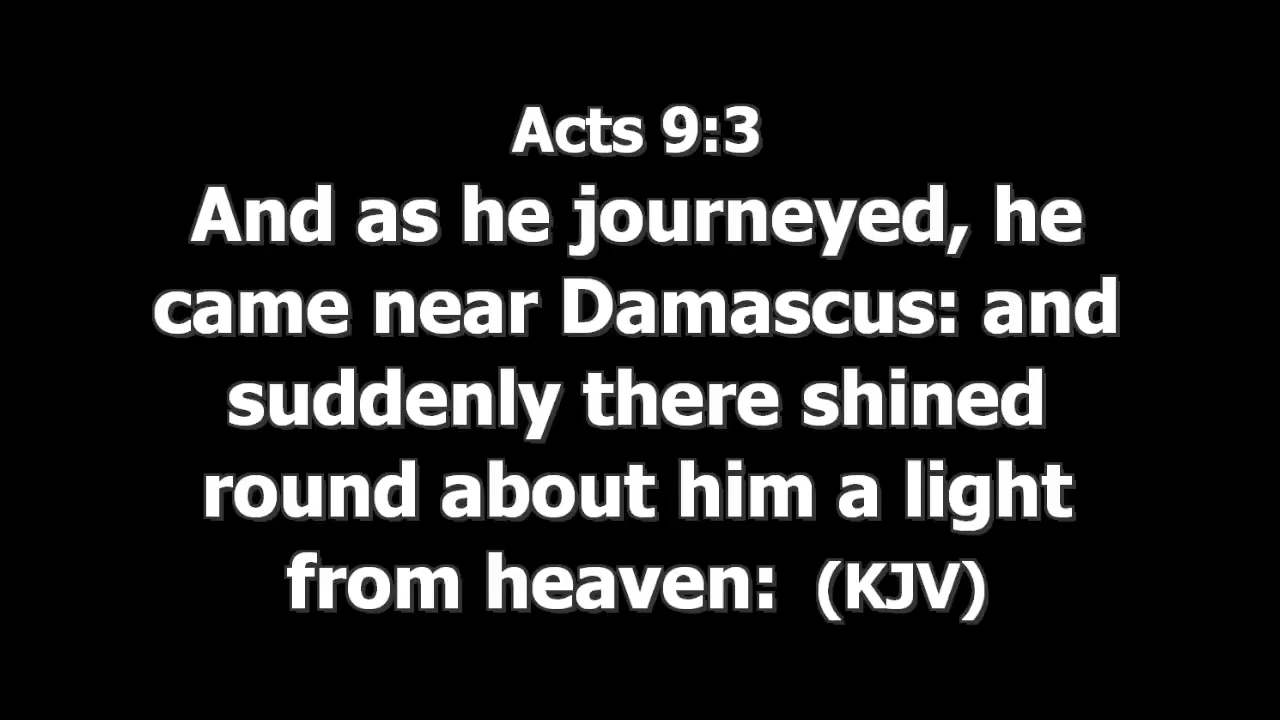 Acts 9:3
And as he journeyed, he
came near Damascus: and
suddenly there shined
round about him a light
from heaven: (KJV)